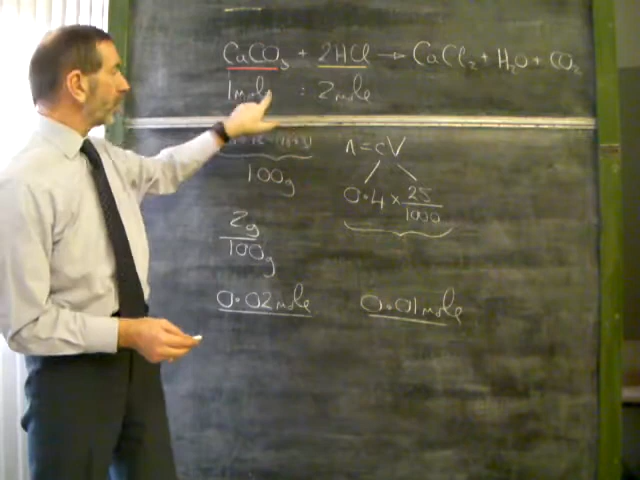 CaCO₃ + 2HCl → CaCl₂ + H₂O + CO₂
1mole : 2mole
n = cV
100g
0.4 × 25/1000
2g/100g
0.02mole 0.01mole